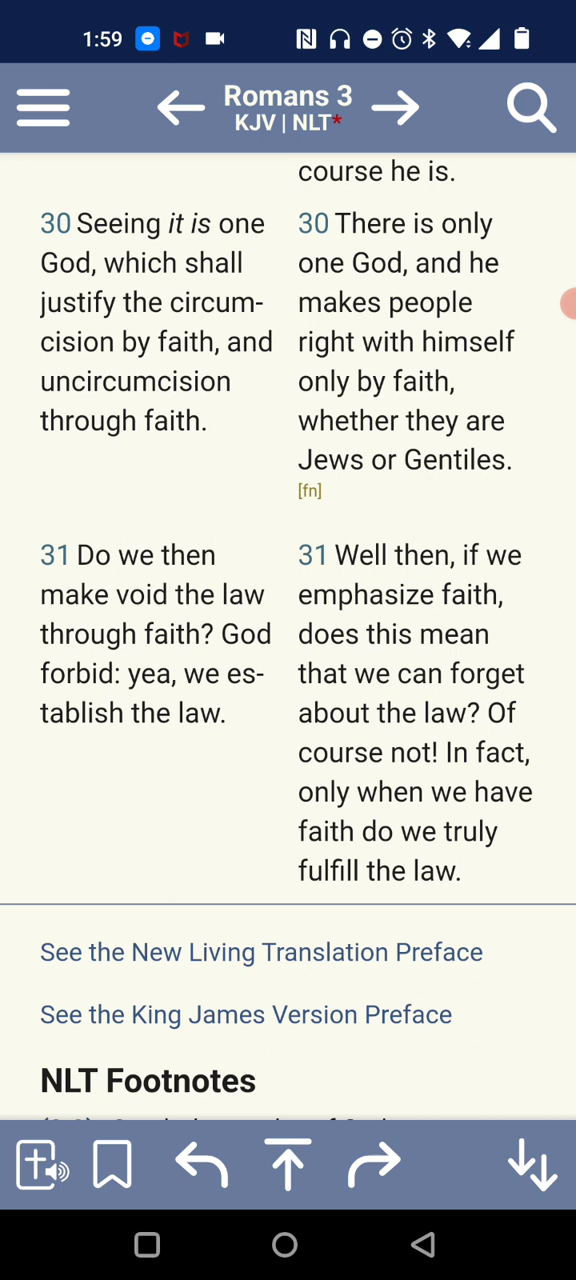 1:59
Romans 3
KJV | NLT*
course he is.
30 Seeing it is one
God, which shall
justify the circum-
cision by faith, and
uncircumcision
through faith.
30 There is only
one God, and he
makes people
right with himself
only by faith,
whether they are
Jews or Gentiles.
[fn]
31 Do we then
make void the law
through faith? God
forbid: yea, we es-
tablish the law.
31 Well then, if we
emphasize faith,
does this mean
that we can forget
about the law? Of
course not! In fact,
only when we have
faith do we truly
fulfill the law.
See the New Living Translation Preface
See the King James Version Preface
NLT Footnotes